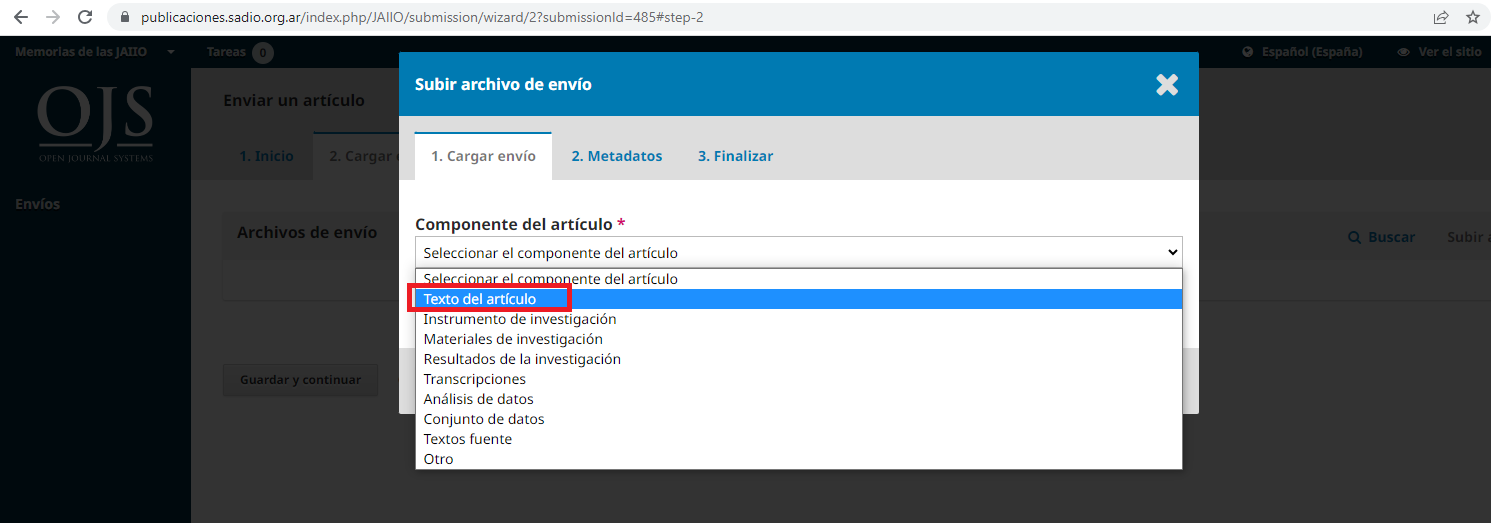 publicaciones.sadio.org.ar/index.php/JAIIO/submission/wizard/2?submissionId=485#step-2
Memorias de las JAIIO Tareas 0 Español (España) Ver el sitio
OJS
OPEN JOURNAL SYSTEMS
Envíos
Enviar un artículo
1. Inicio 2. Cargar
Archivos de envío Buscar Subir
Guardar y continuar
Subir archivo de envío
1. Cargar envío 2. Metadatos 3. Finalizar
Componente del artículo *
Seleccionar el componente del artículo
Seleccionar el componente del artículo
Texto del artículo
Instrumento de investigación
Materiales de investigación
Resultados de la investigación
Transcripciones
Análisis de datos
Conjunto de datos
Textos fuente
Otro